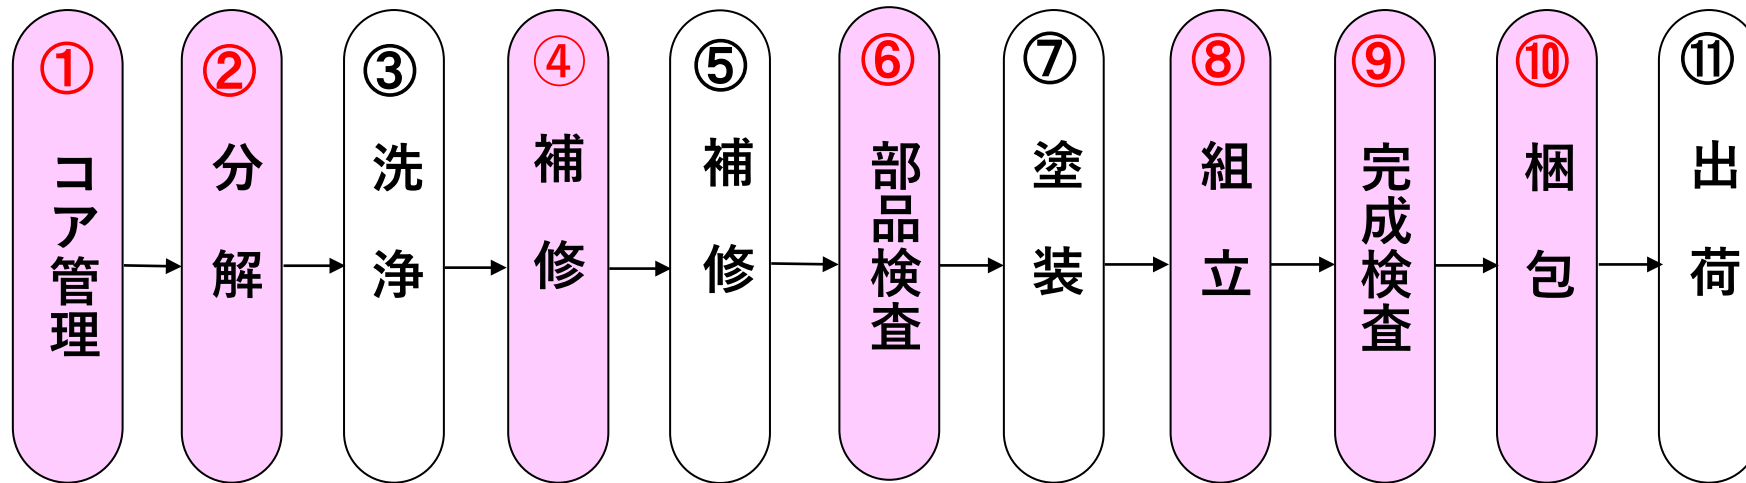 ①
コア管理
②
分解
③
洗浄
④
補修
⑤
補修
⑥
部品検査
⑦
塗装
⑧
組立
⑨
完成検査
⑩
梱包
⑪
出荷